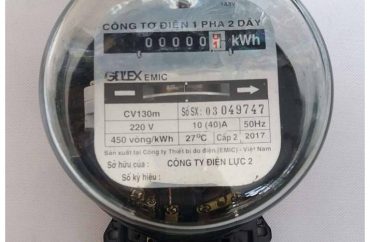 CÔNG TƠ ĐIỆN 1 PHA 2 DÂY
00000 kWh
GELEX EMIC
CV130m Số SX: 03049747
220 V 10 (40)A 50Hz
450 vòng/kWh 27°C Cấp 2 2017
Sản xuất tại Công ty Thiết bị đo điện (EMIC) - Việt Nam
Sở hữu của: CÔNG TY ĐIỆN LỰC 2
Số ký hiệu: